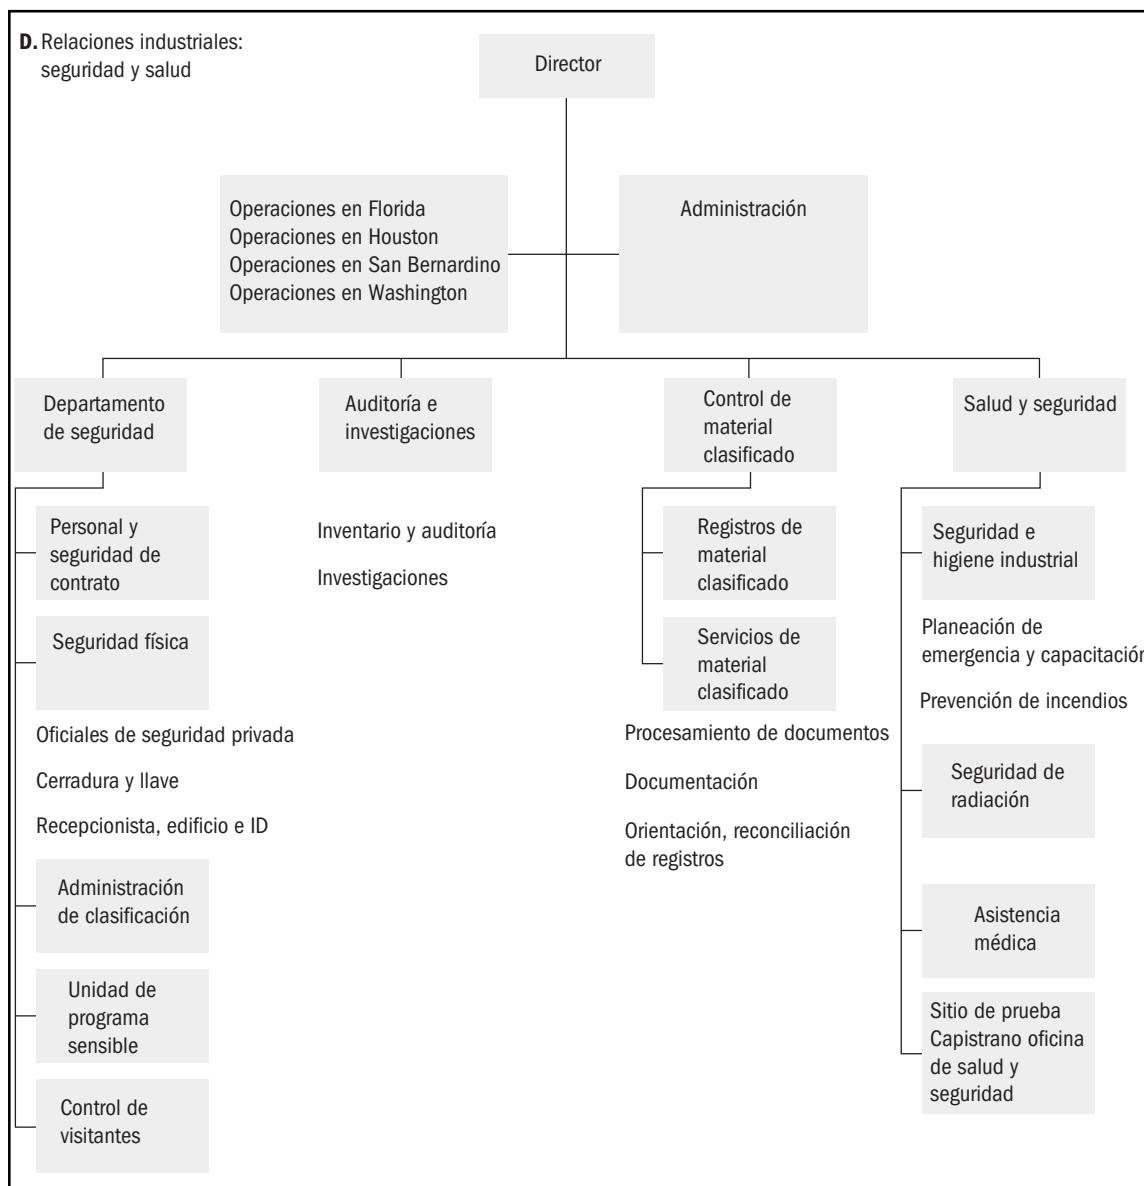 D. Relaciones industriales:
seguridad y salud
Director
Operaciones en Florida
Operaciones en Houston
Operaciones en San Bernardino
Operaciones en Washington
Administración
Departamento
de seguridad
Auditoría e
investigaciones
Control de
material
clasificado
Salud y seguridad
Personal y
seguridad de
contrato
Seguridad física
Oficiales de seguridad privada
Cerradura y llave
Recepcionista, edificio e ID
Administración
de clasificación
Unidad de
programa
sensible
Control de
visitantes
Inventario y auditoría
Investigaciones
Registros de
material
clasificado
Servicios de
material
clasificado
Procesamiento de documentos
Documentación
Orientación, reconciliación
de registros
Seguridad e
higiene industrial
Planeación de
emergencia y capacitación
Prevención de incendios
Seguridad de
radiación
Asistencia
médica
Sitio de prueba
Capistrano oficina
de salud y
seguridad